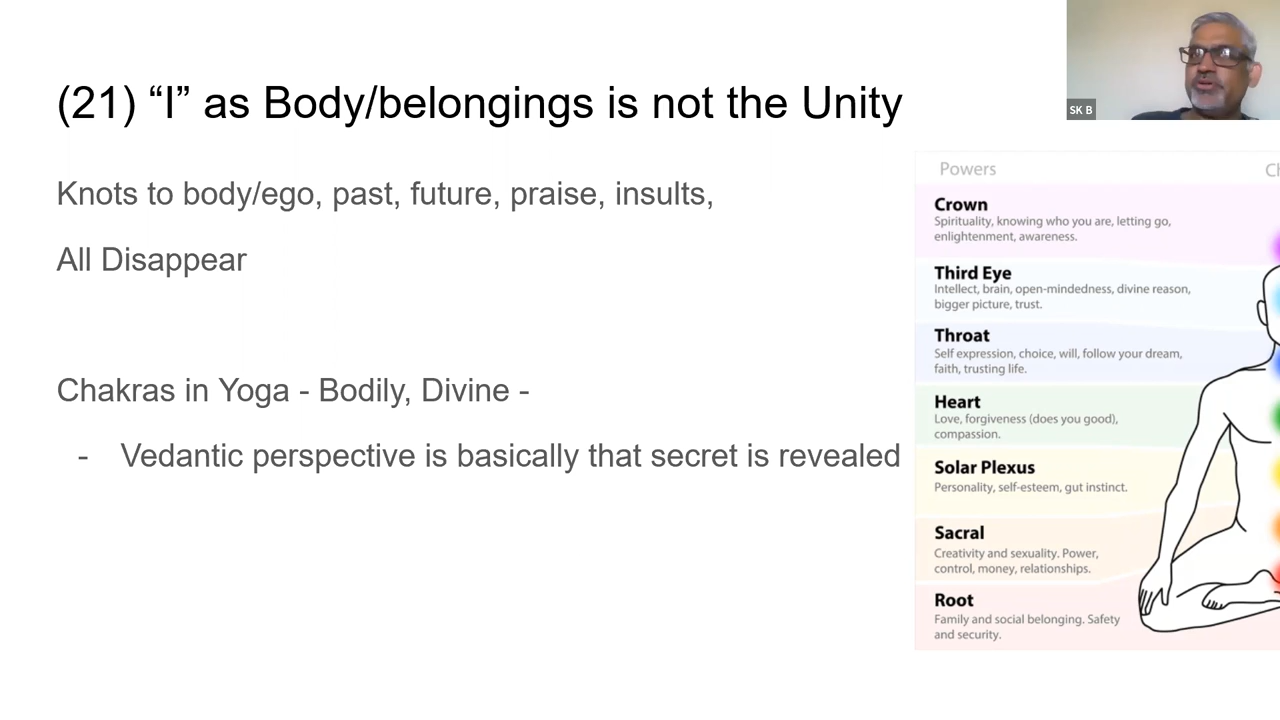 (21) “I” as Body/belongings is not the Unity
SK B
Knots to body/ego, past, future, praise, insults,
All Disappear
Chakras in Yoga - Bodily, Divine -
- Vedantic perspective is basically that secret is revealed
Powers
Crown
Spirituality, knowing who you are, letting go,
enlightenment, awareness.
Third Eye
Intellect, brain, open-mindedness, divine reason,
bigger picture, trust.
Throat
Self expression, choice, will, follow your dream,
faith, trusting life.
Heart
Love, forgiveness (does you good),
compassion.
Solar Plexus
Personality, self-esteem, gut instinct.
Sacral
Creativity and sexuality. Power,
control, money, relationships.
Root
Family and social belonging. Safety
and security.